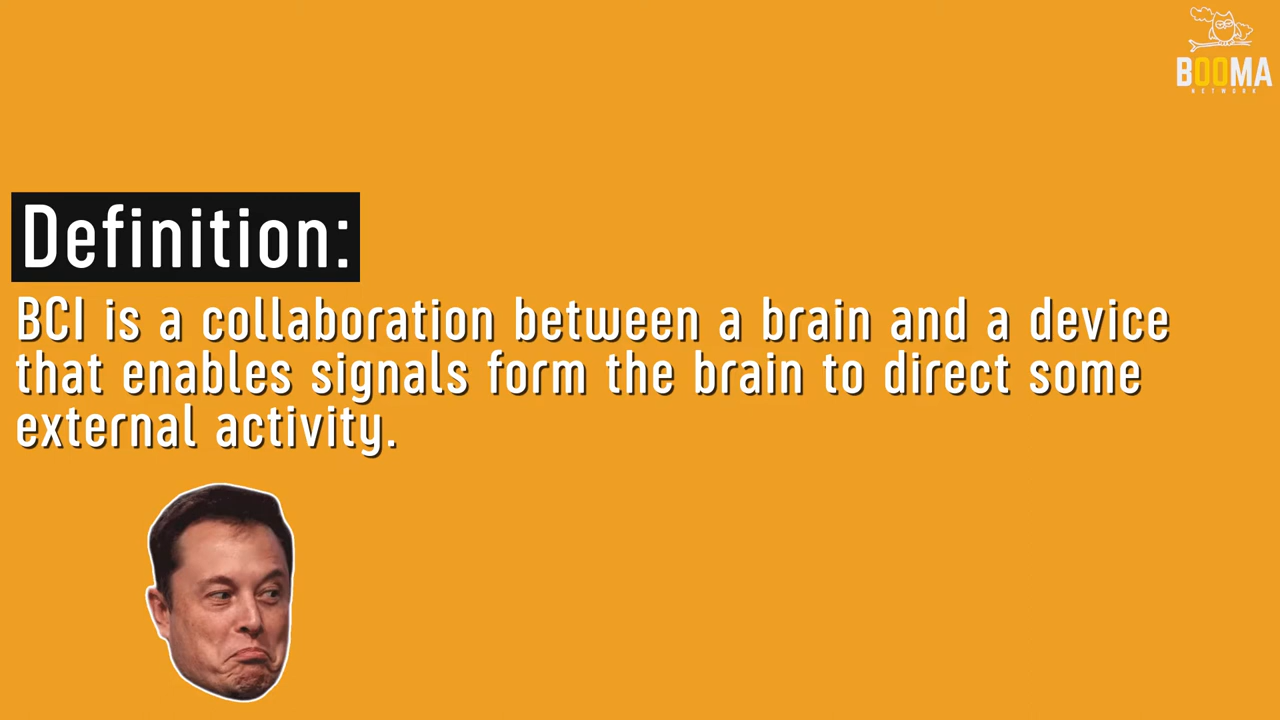 BOOMA
NETWORK
Definition:
BCI is a collaboration between a brain and a device
that enables signals form the brain to direct some
external activity.